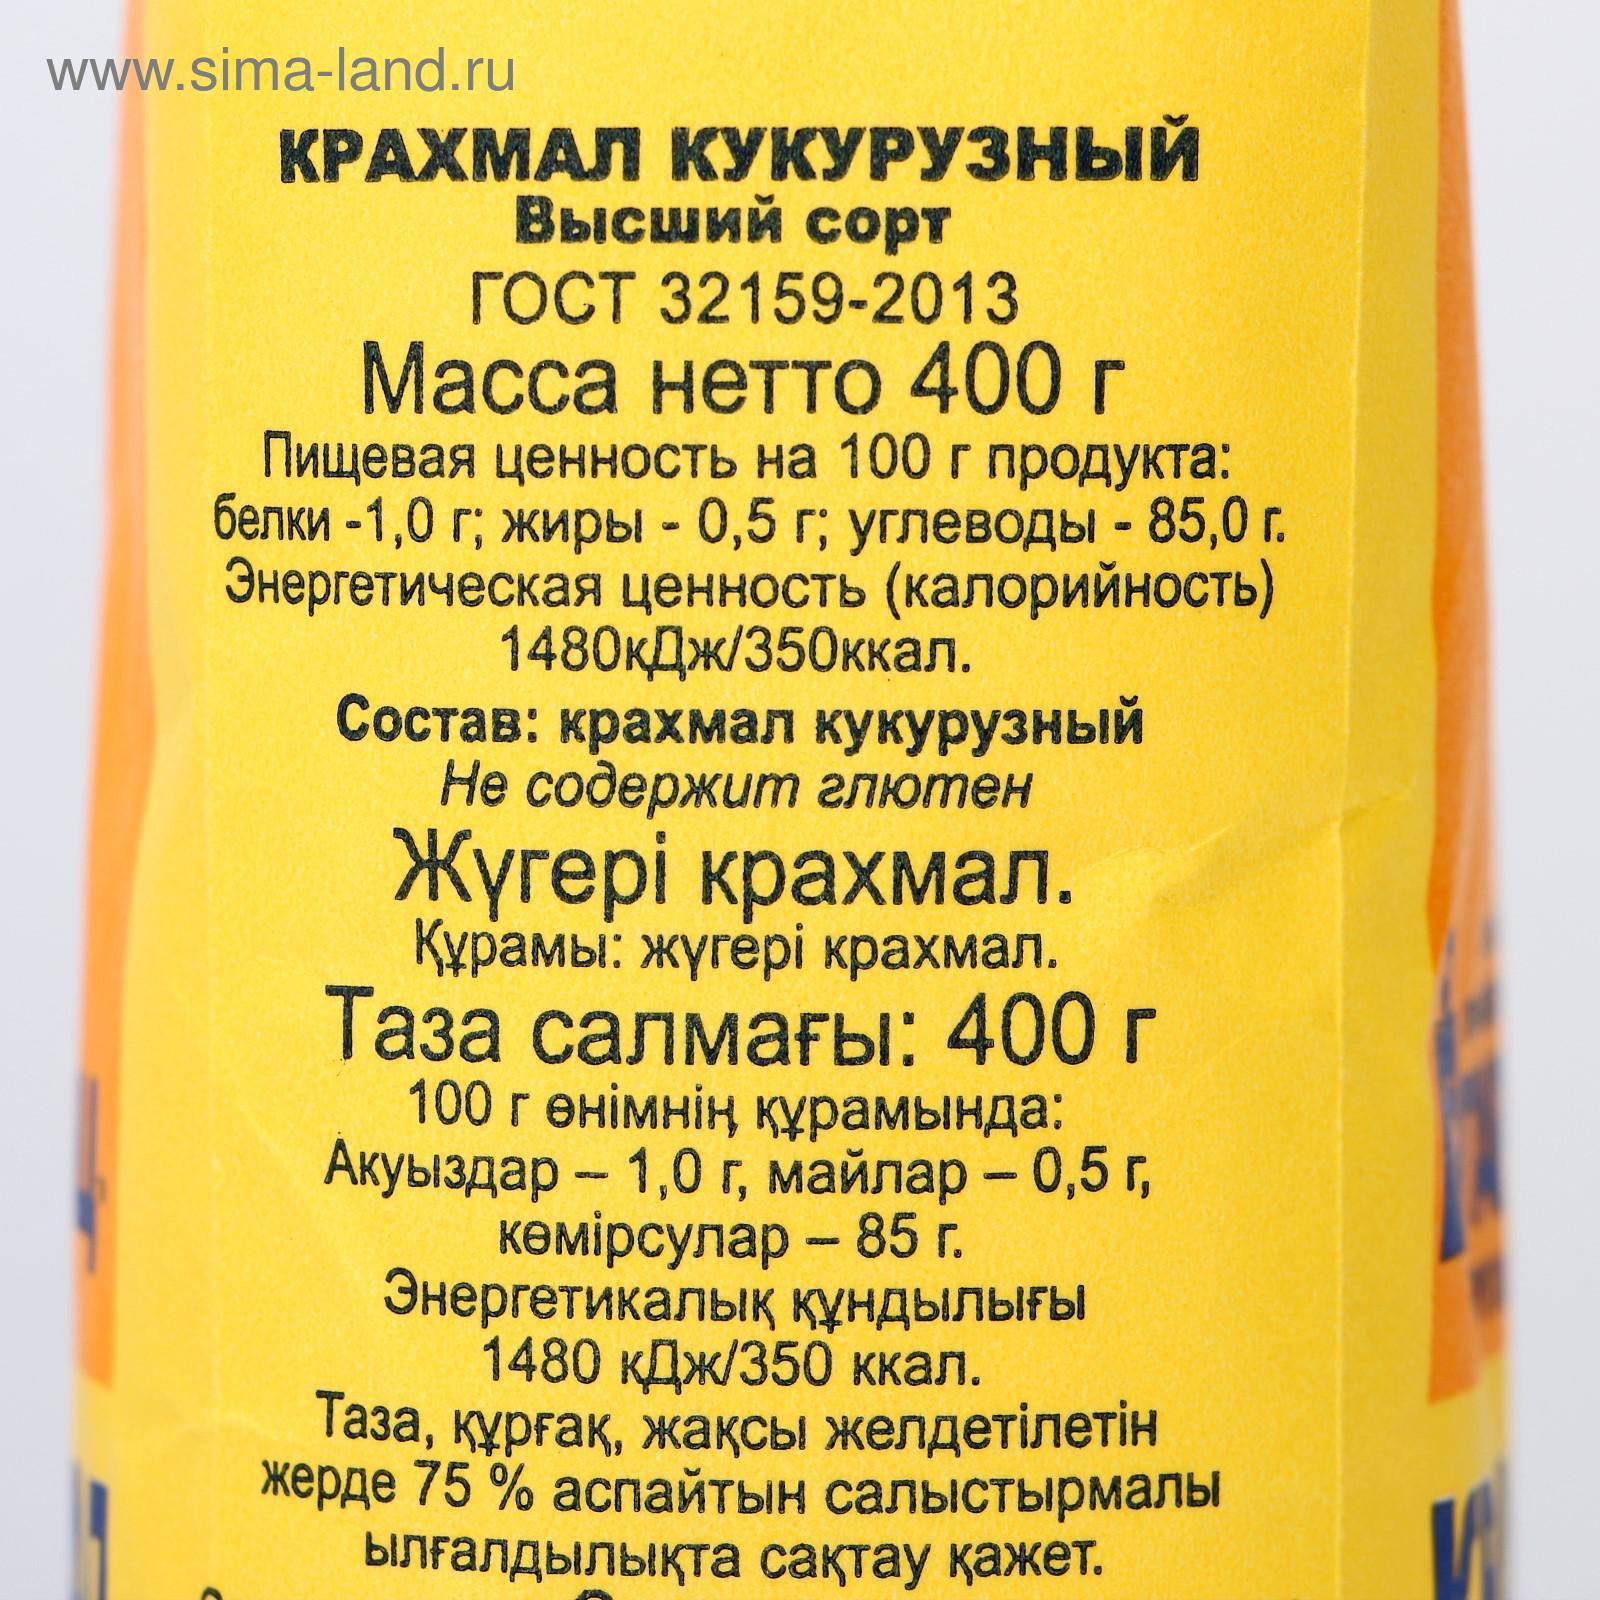 www.sima-land.ru
КРАХМАЛ КУКУРУЗНЫЙ
Высший сорт
ГОСТ 32159-2013
Масса нетто 400 г
Пищевая ценность на 100 г продукта:
белки -1,0 г; жиры - 0,5 г; углеводы - 85,0 г.
Энергетическая ценность (калорийность)
1480кДж/350ккал.
Состав: крахмал кукурузный
Не содержит глютен
Жүгері крахмал.
Құрамы: жүгері крахмал.
Таза салмағы: 400 г
100 г өнімнің құрамында:
Ақуыздар – 1,0 г, майлар – 0,5 г,
көмірсулар – 85 г.
Энергетикалық құндылығы
1480 кДж/350 ккал.
Таза, құрғақ, жақсы желдетілетін
жерде 75 % аспайтын салыстырмалы
ылғалдылықта сақтау қажет.